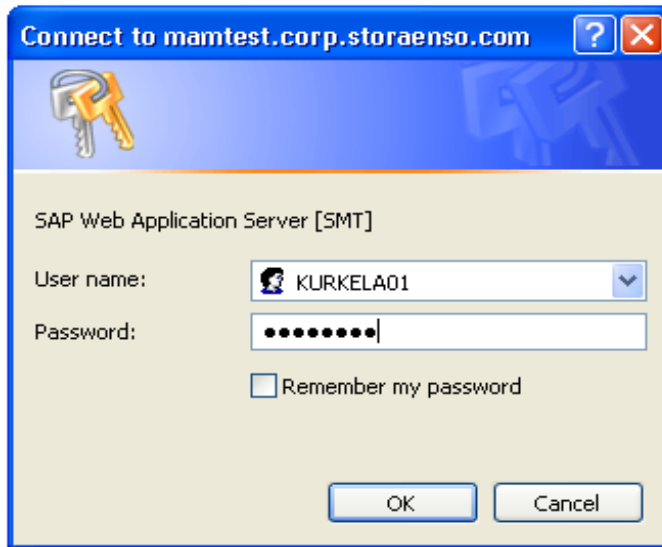 Connect to mamtest.corp.storaenso.com
SAP Web Application Server [SMT]
User name:
KURKELA01
Password:
••••••••
Remember my password
OK
Cancel